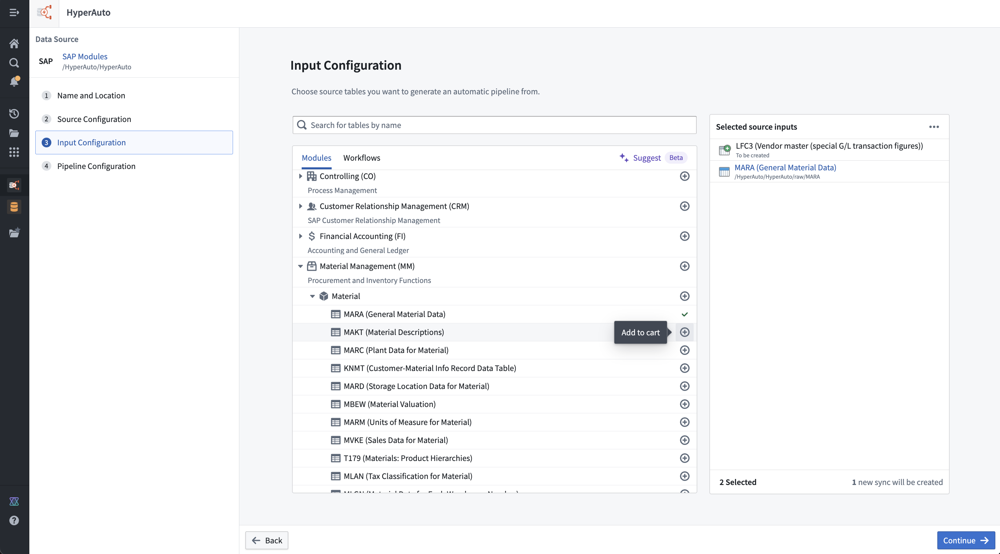 HyperAuto
Data Source
SAP
SAP Modules
/HyperAuto/HyperAuto
1 Name and Location
2 Source Configuration
3 Input Configuration
4 Pipeline Configuration
Input Configuration
Choose source tables you want to generate an automatic pipeline from.
Search for tables by name
Modules Workflows Suggest Beta
Controlling (CO)
Process Management
Customer Relationship Management (CRM)
SAP Customer Relationship Management
Financial Accounting (FI)
Accounting and General Ledger
Material Management (MM)
Procurement and Inventory Functions
Material
MARA (General Material Data)
MAKT (Material Descriptions)
Add to cart
MARC (Plant Data for Material)
KNMT (Customer-Material Info Record Data Table)
MARD (Storage Location Data for Material)
MBEW (Material Valuation)
MARM (Units of Measure for Material)
MVKE (Sales Data for Material)
T179 (Materials: Product Hierarchies)
MLAN (Tax Classification for Material)
Selected source inputs
LFC3 (Vendor master (special G/L transaction figures))
To be created
MARA (General Material Data)
/HyperAuto/HyperAuto/raw/MARA
2 Selected
1 new sync will be created
Back
Continue